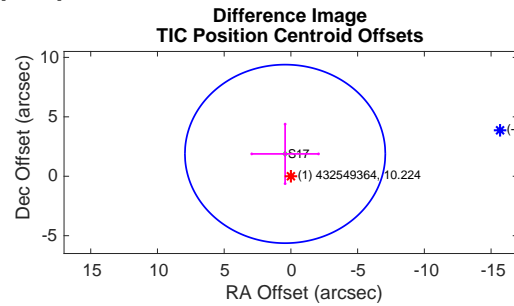 Difference Image
TIC Position Centroid Offsets
Dec Offset (arcsec)
10
5
0
-5
S17
(1) 432549364, 10.224
(-
15 10 5 0 -5 -10 -15
RA Offset (arcsec)